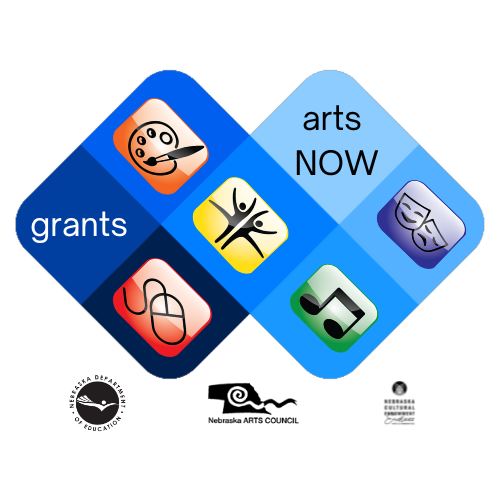 arts
NOW
grants
NEBRASKA DEPARTMENT
OF EDUCATION
Nebraska ARTS COUNCIL
NEBRASKA
CULTURAL
ENDOWMENT